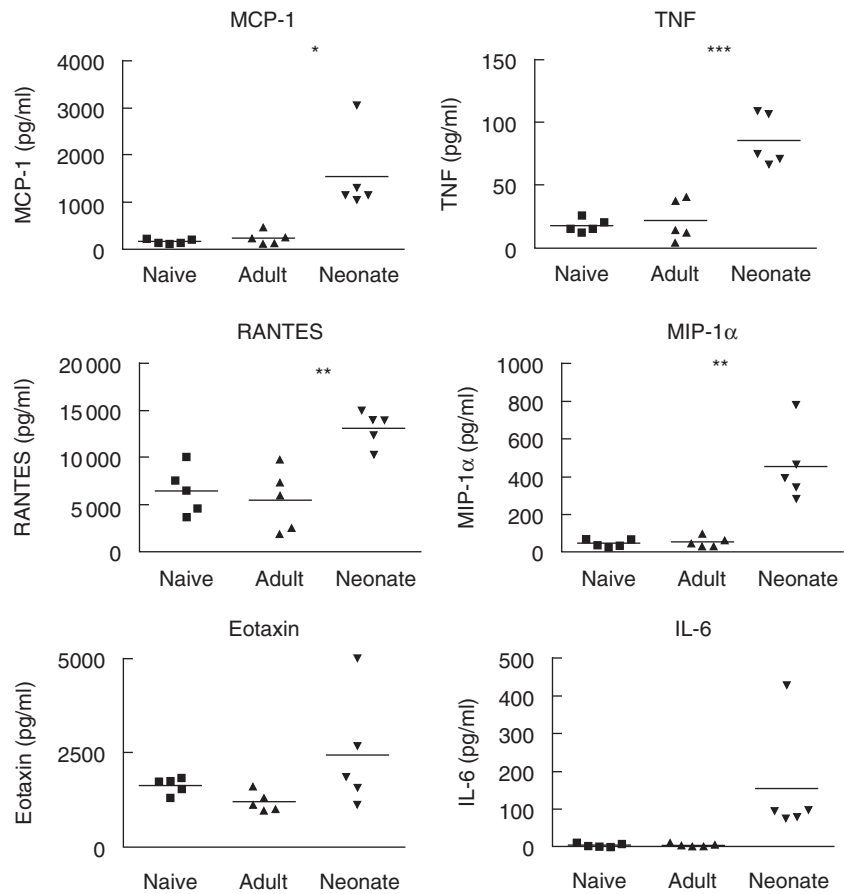 MCP-1
*
MCP-1 (pg/ml)
4000
3000
2000
1000
0
Naive Adult Neonate
TNF
***
TNF (pg/ml)
150
100
50
0
Naive Adult Neonate
RANTES
**
RANTES (pg/ml)
20 000
15 000
10 000
5 000
0
Naive Adult Neonate
MIP-1α
**
MIP-1α (pg/ml)
1000
800
600
400
200
0
Naive Adult Neonate
Eotaxin
Eotaxin (pg/ml)
5000
2500
0
Naive Adult Neonate
IL-6
IL-6 (pg/ml)
500
400
300
200
100
0
Naive Adult Neonate